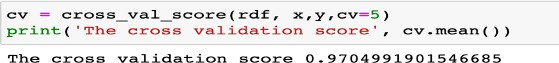 cv = cross_val_score(rdf, x,y,cv=5)
print('The cross validation score', cv.mean())
The cross validation score 0.9704991901546685